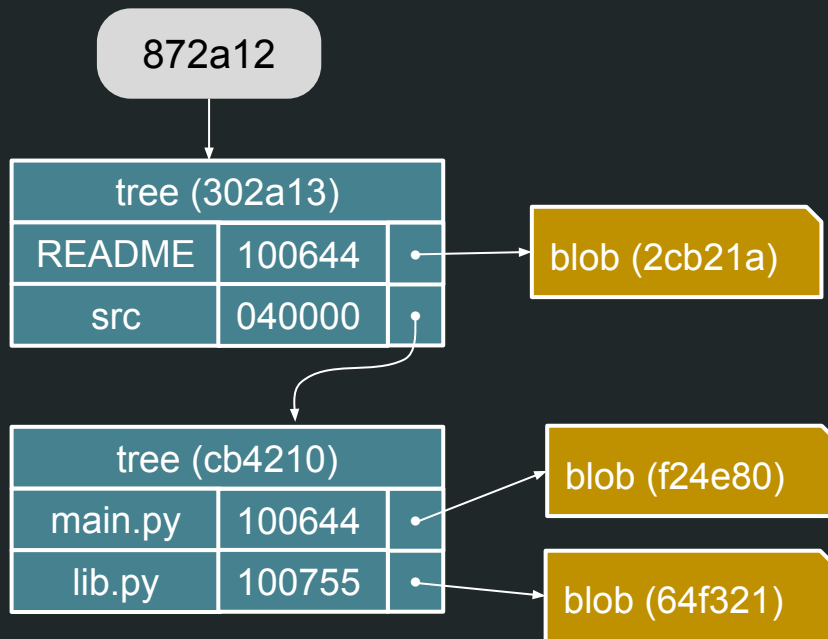 872a12
tree (302a13)
README 100644
blob (2cb21a)
src 040000
tree (cb4210)
main.py 100644
blob (f24e80)
lib.py 100755
blob (64f321)